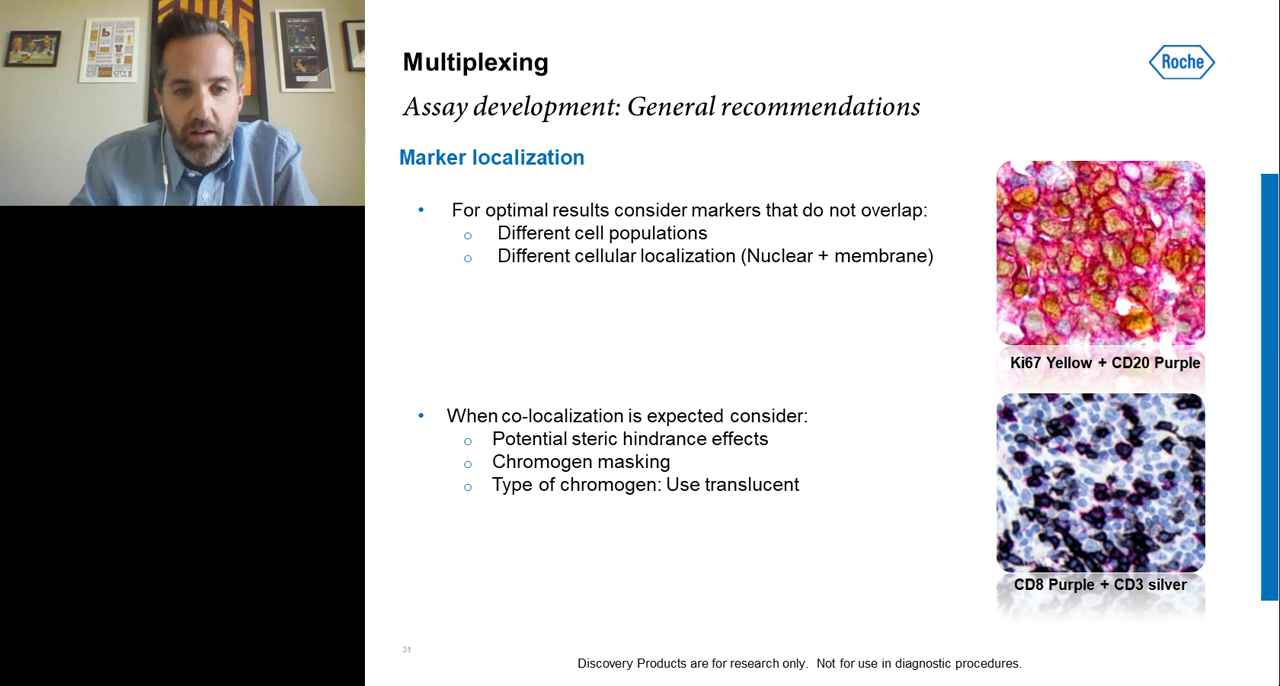 Multiplexing
Roche
Assay development: General recommendations
Marker localization
• For optimal results consider markers that do not overlap:
o Different cell populations
o Different cellular localization (Nuclear + membrane)
Ki67 Yellow + CD20 Purple
• When co-localization is expected consider:
o Potential steric hindrance effects
o Chromogen masking
o Type of chromogen: Use translucent
CD8 Purple + CD3 silver
31
Discovery Products are for research only. Not for use in diagnostic procedures.